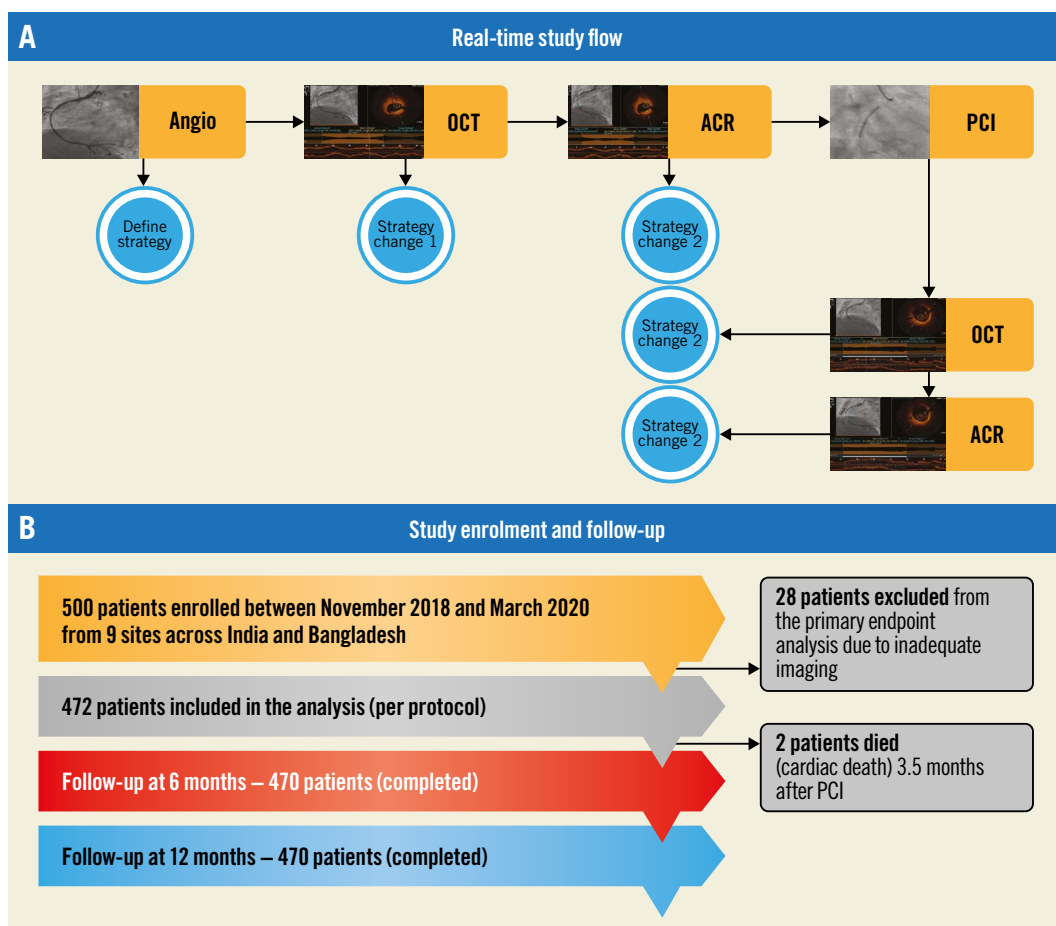 A
Real-time study flow
Angio
OCT
ACR
PCI
Define
strategy
Strategy
change 1
Strategy
change 2
Strategy
change 2
OCT
Strategy
change 2
ACR
B
Study enrolment and follow-up
500 patients enrolled between November 2018 and March 2020
from 9 sites across India and Bangladesh
28 patients excluded from
the primary endpoint
analysis due to inadequate
imaging
472 patients included in the analysis (per protocol)
2 patients died
(cardiac death) 3.5 months
after PCI
Follow-up at 6 months – 470 patients (completed)
Follow-up at 12 months – 470 patients (completed)